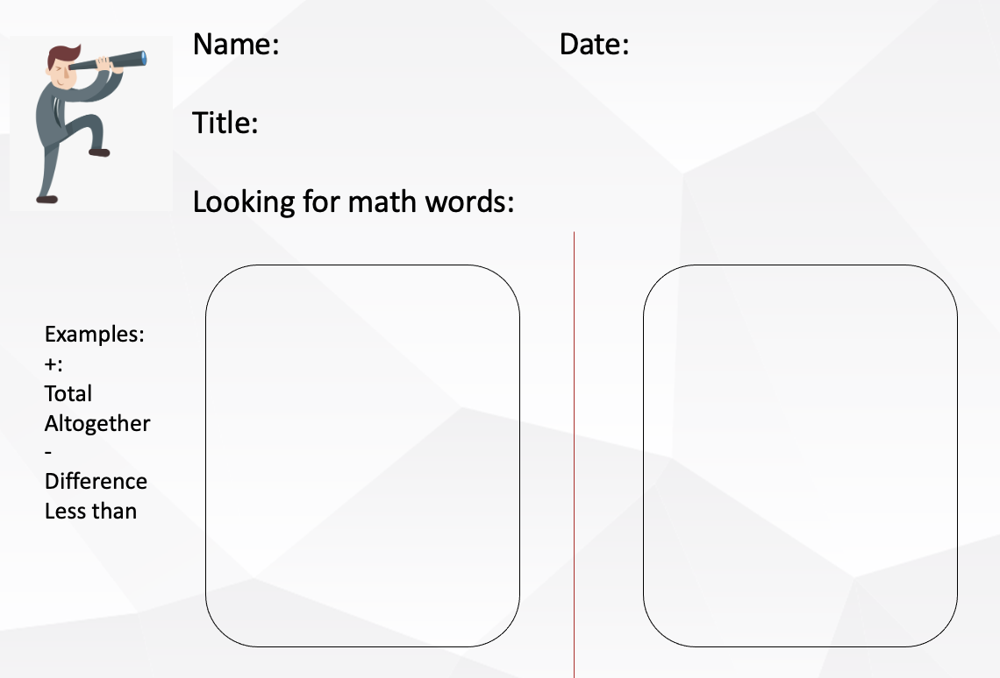 Name:
Date:
Title:
Looking for math words:
Examples:
+:
Total
Altogether
-
Difference
Less than